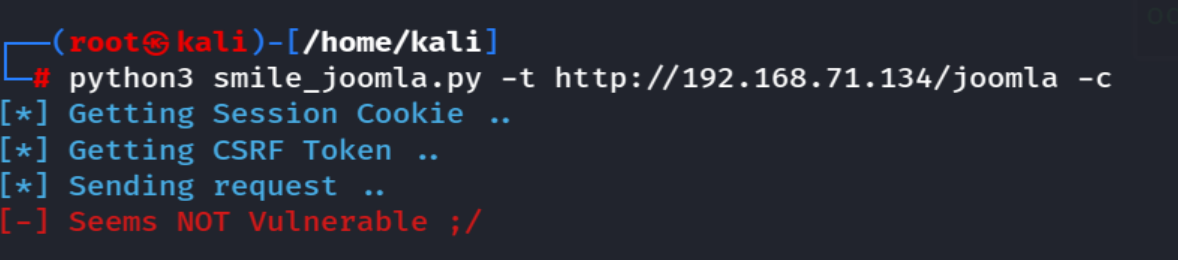 ┌──(root㉿kali)-[/home/kali]
└─# python3 smile_joomla.py -t http://192.168.71.134/joomla -c
[*] Getting Session Cookie ..
[*] Getting CSRF Token ..
[*] Sending request ..
[-] Seems NOT Vulnerable ;/